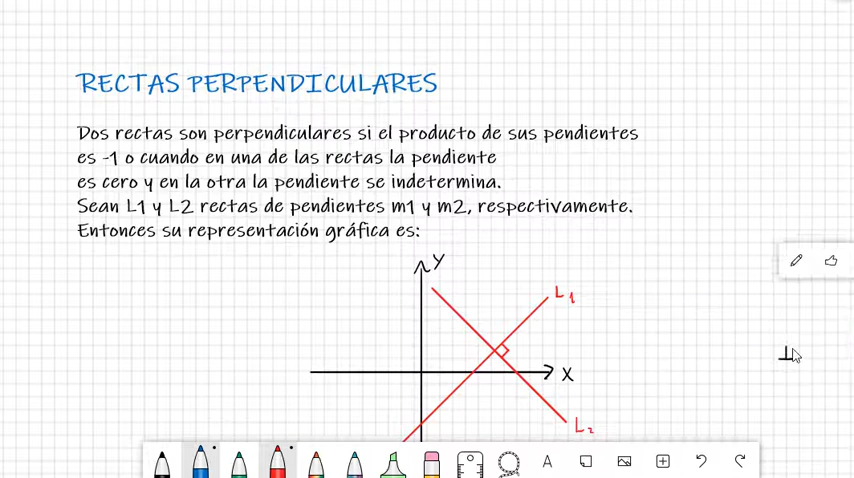 RECTAS PERPENDICULARES
Dos rectas son perpendiculares si el producto de sus pendientes
es -1 o cuando en una de las rectas la pendiente
es cero y en la otra la pendiente se indetermina.
Sean L1 y L2 rectas de pendientes m1 y m2, respectivamente.
Entonces su representación gráfica es:
Y
L1
X
⊥
L2
A